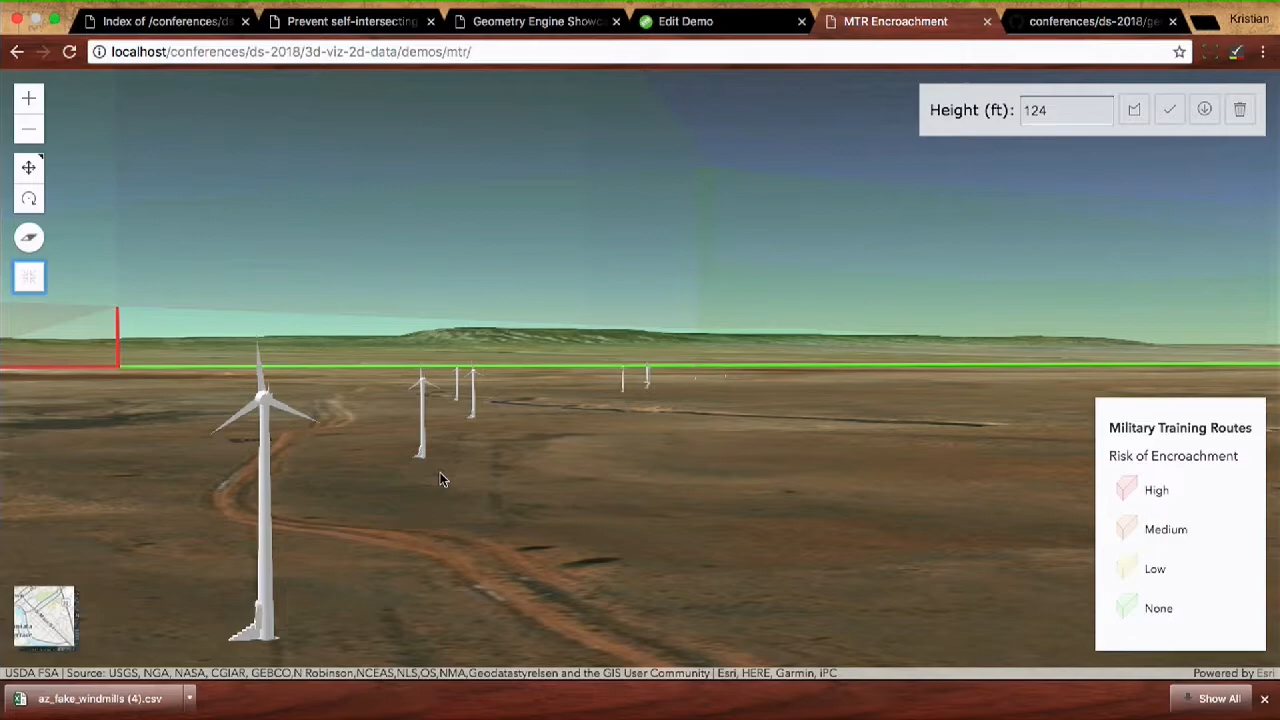 Index of /conferences/ds-
Prevent self-intersecting
Geometry Engine Showc
Edit Demo
MTR Encroachment
conferences/ds-2018/ge
Kristian
localhost/conferences/ds-2018/3d-viz-2d-data/demos/mtr/
Height (ft): 124
Military Training Routes
Risk of Encroachment
High
Medium
Low
None
USDA FSA | Source: USGS, NGA, NASA, CGIAR, GEBCO,N Robinson,NCEAS,NLS,OS,NMA,Geodatastyrelsen and the GIS User Community | Esri, HERE, Garmin, iPC
Powered by Esri
az_fake_windmills (4).csv
Show All